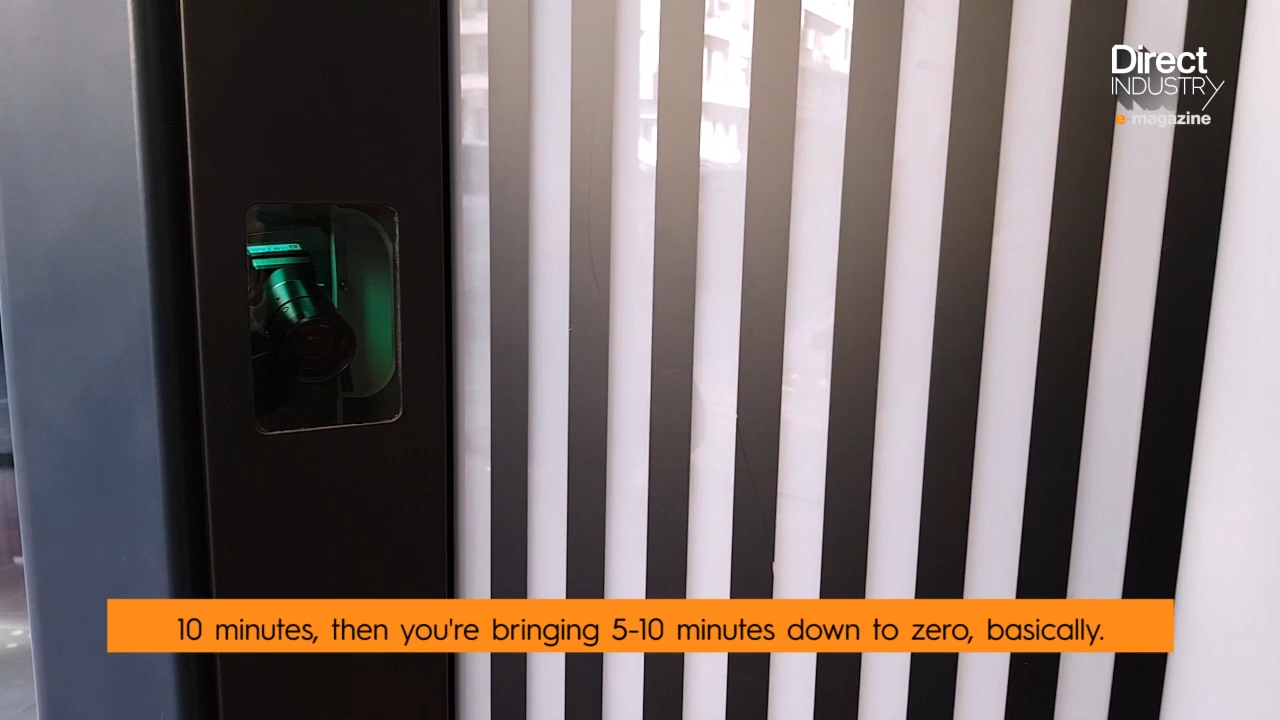 Direct
INDUSTRY
e-magazine
10 minutes, then you're bringing 5-10 minutes down to zero, basically.